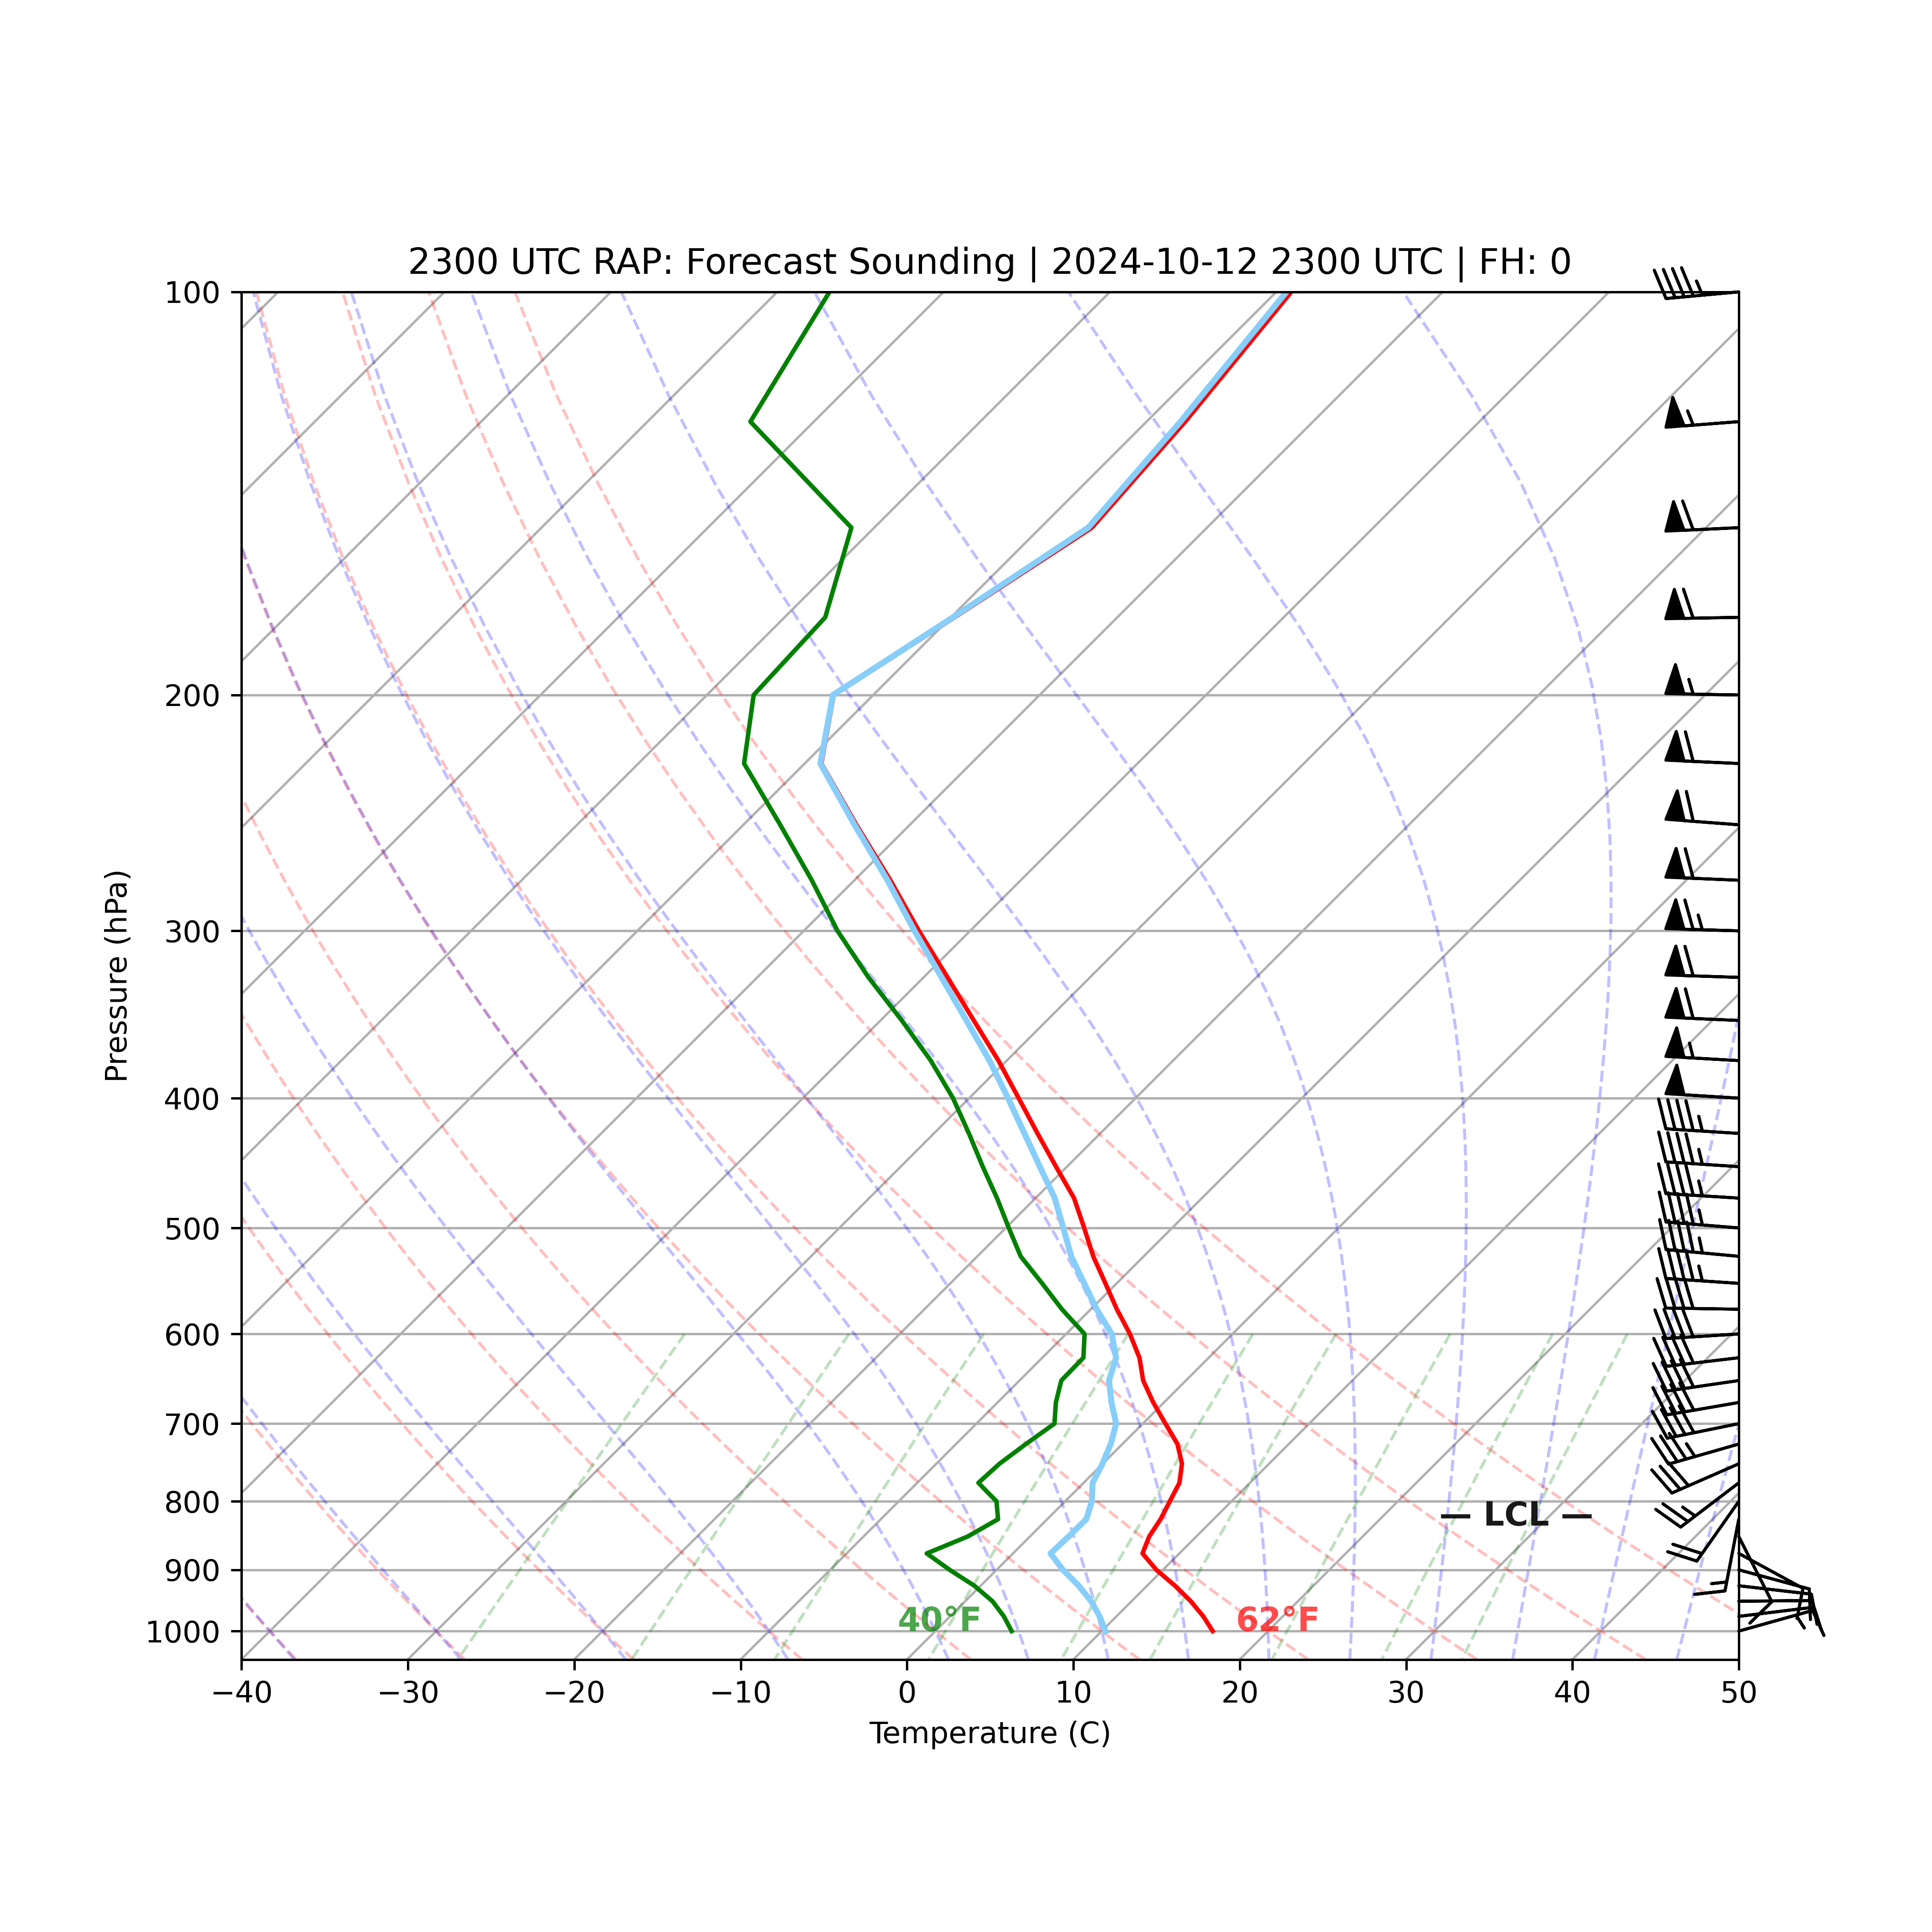 2300 UTC RAP: Forecast Sounding | 2024-10-12 2300 UTC | FH: 0
100
200
300
400
500
600
700
800
900
1000
Pressure (hPa)
— LCL —
40°F
62°F
−40 −30 −20 −10 0 10 20 30 40 50
Temperature (C)